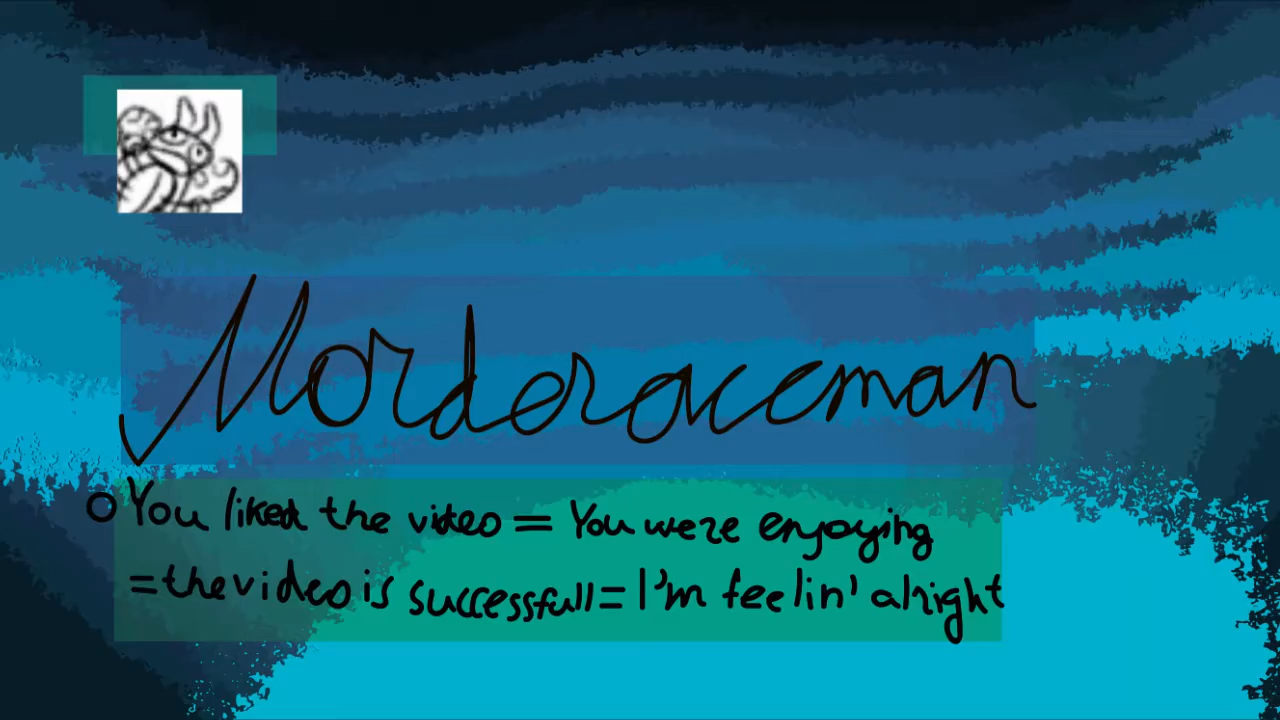 Morderaceman
You liked the video = You were enjoying
= the video is successfull = I'm feelin' alright